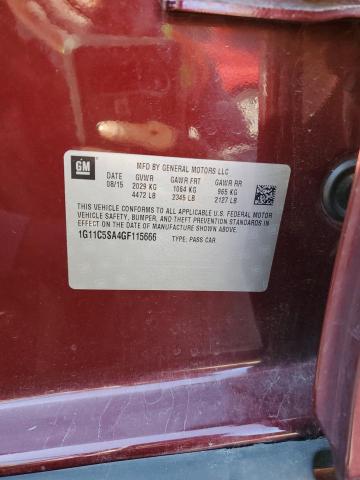 GM
MFD BY GENERAL MOTORS LLC
DATE GVWR GAWR FRT GAWR RR
08/15 2029 KG 1064 KG 965 KG
4472 LB 2345 LB 2127 LB
THIS VEHICLE CONFORMS TO ALL APPLICABLE U.S. FEDERAL MOTOR
VEHICLE SAFETY, BUMPER, AND THEFT PREVENTION STANDARDS IN
EFFECT ON THE DATE OF MANUFACTURE SHOWN ABOVE.
1G11C5SA4GF115666 TYPE: PASS CAR